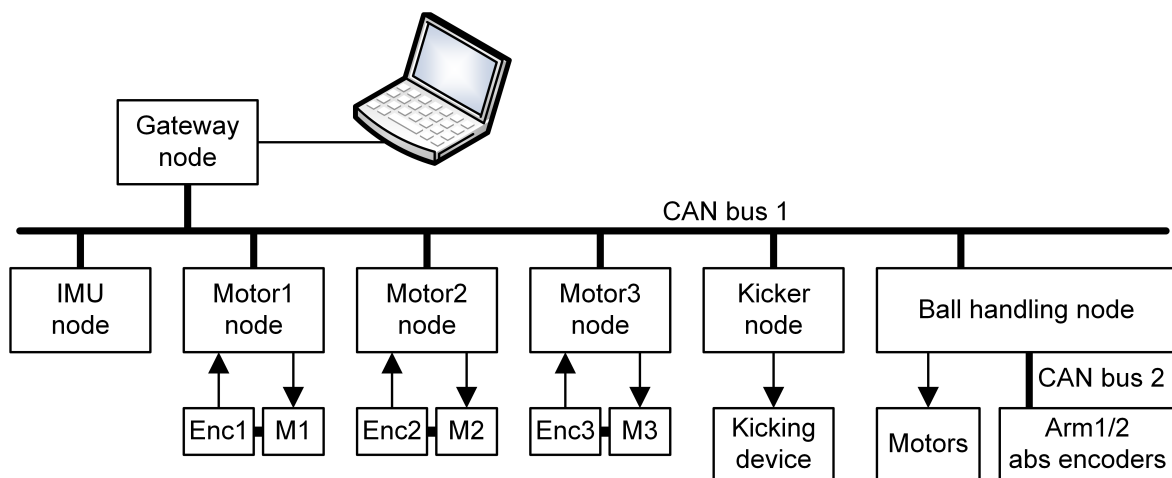 Gateway
node
CAN bus 1
IMU
node
Motor1
node
Motor2
node
Motor3
node
Kicker
node
Ball handling node
CAN bus 2
Enc1
M1
Enc2
M2
Enc3
M3
Kicking
device
Motors
Arm1/2
abs encoders